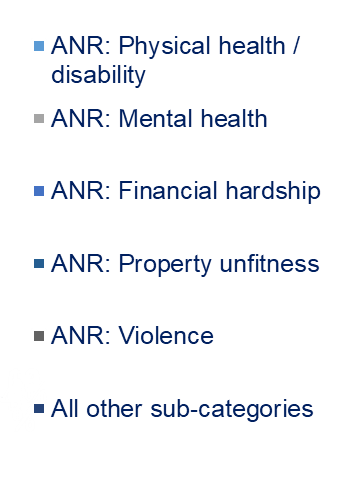 ANR: Physical health /
disability
ANR: Mental health
ANR: Financial hardship
ANR: Property unfitness
ANR: Violence
All other sub-categories